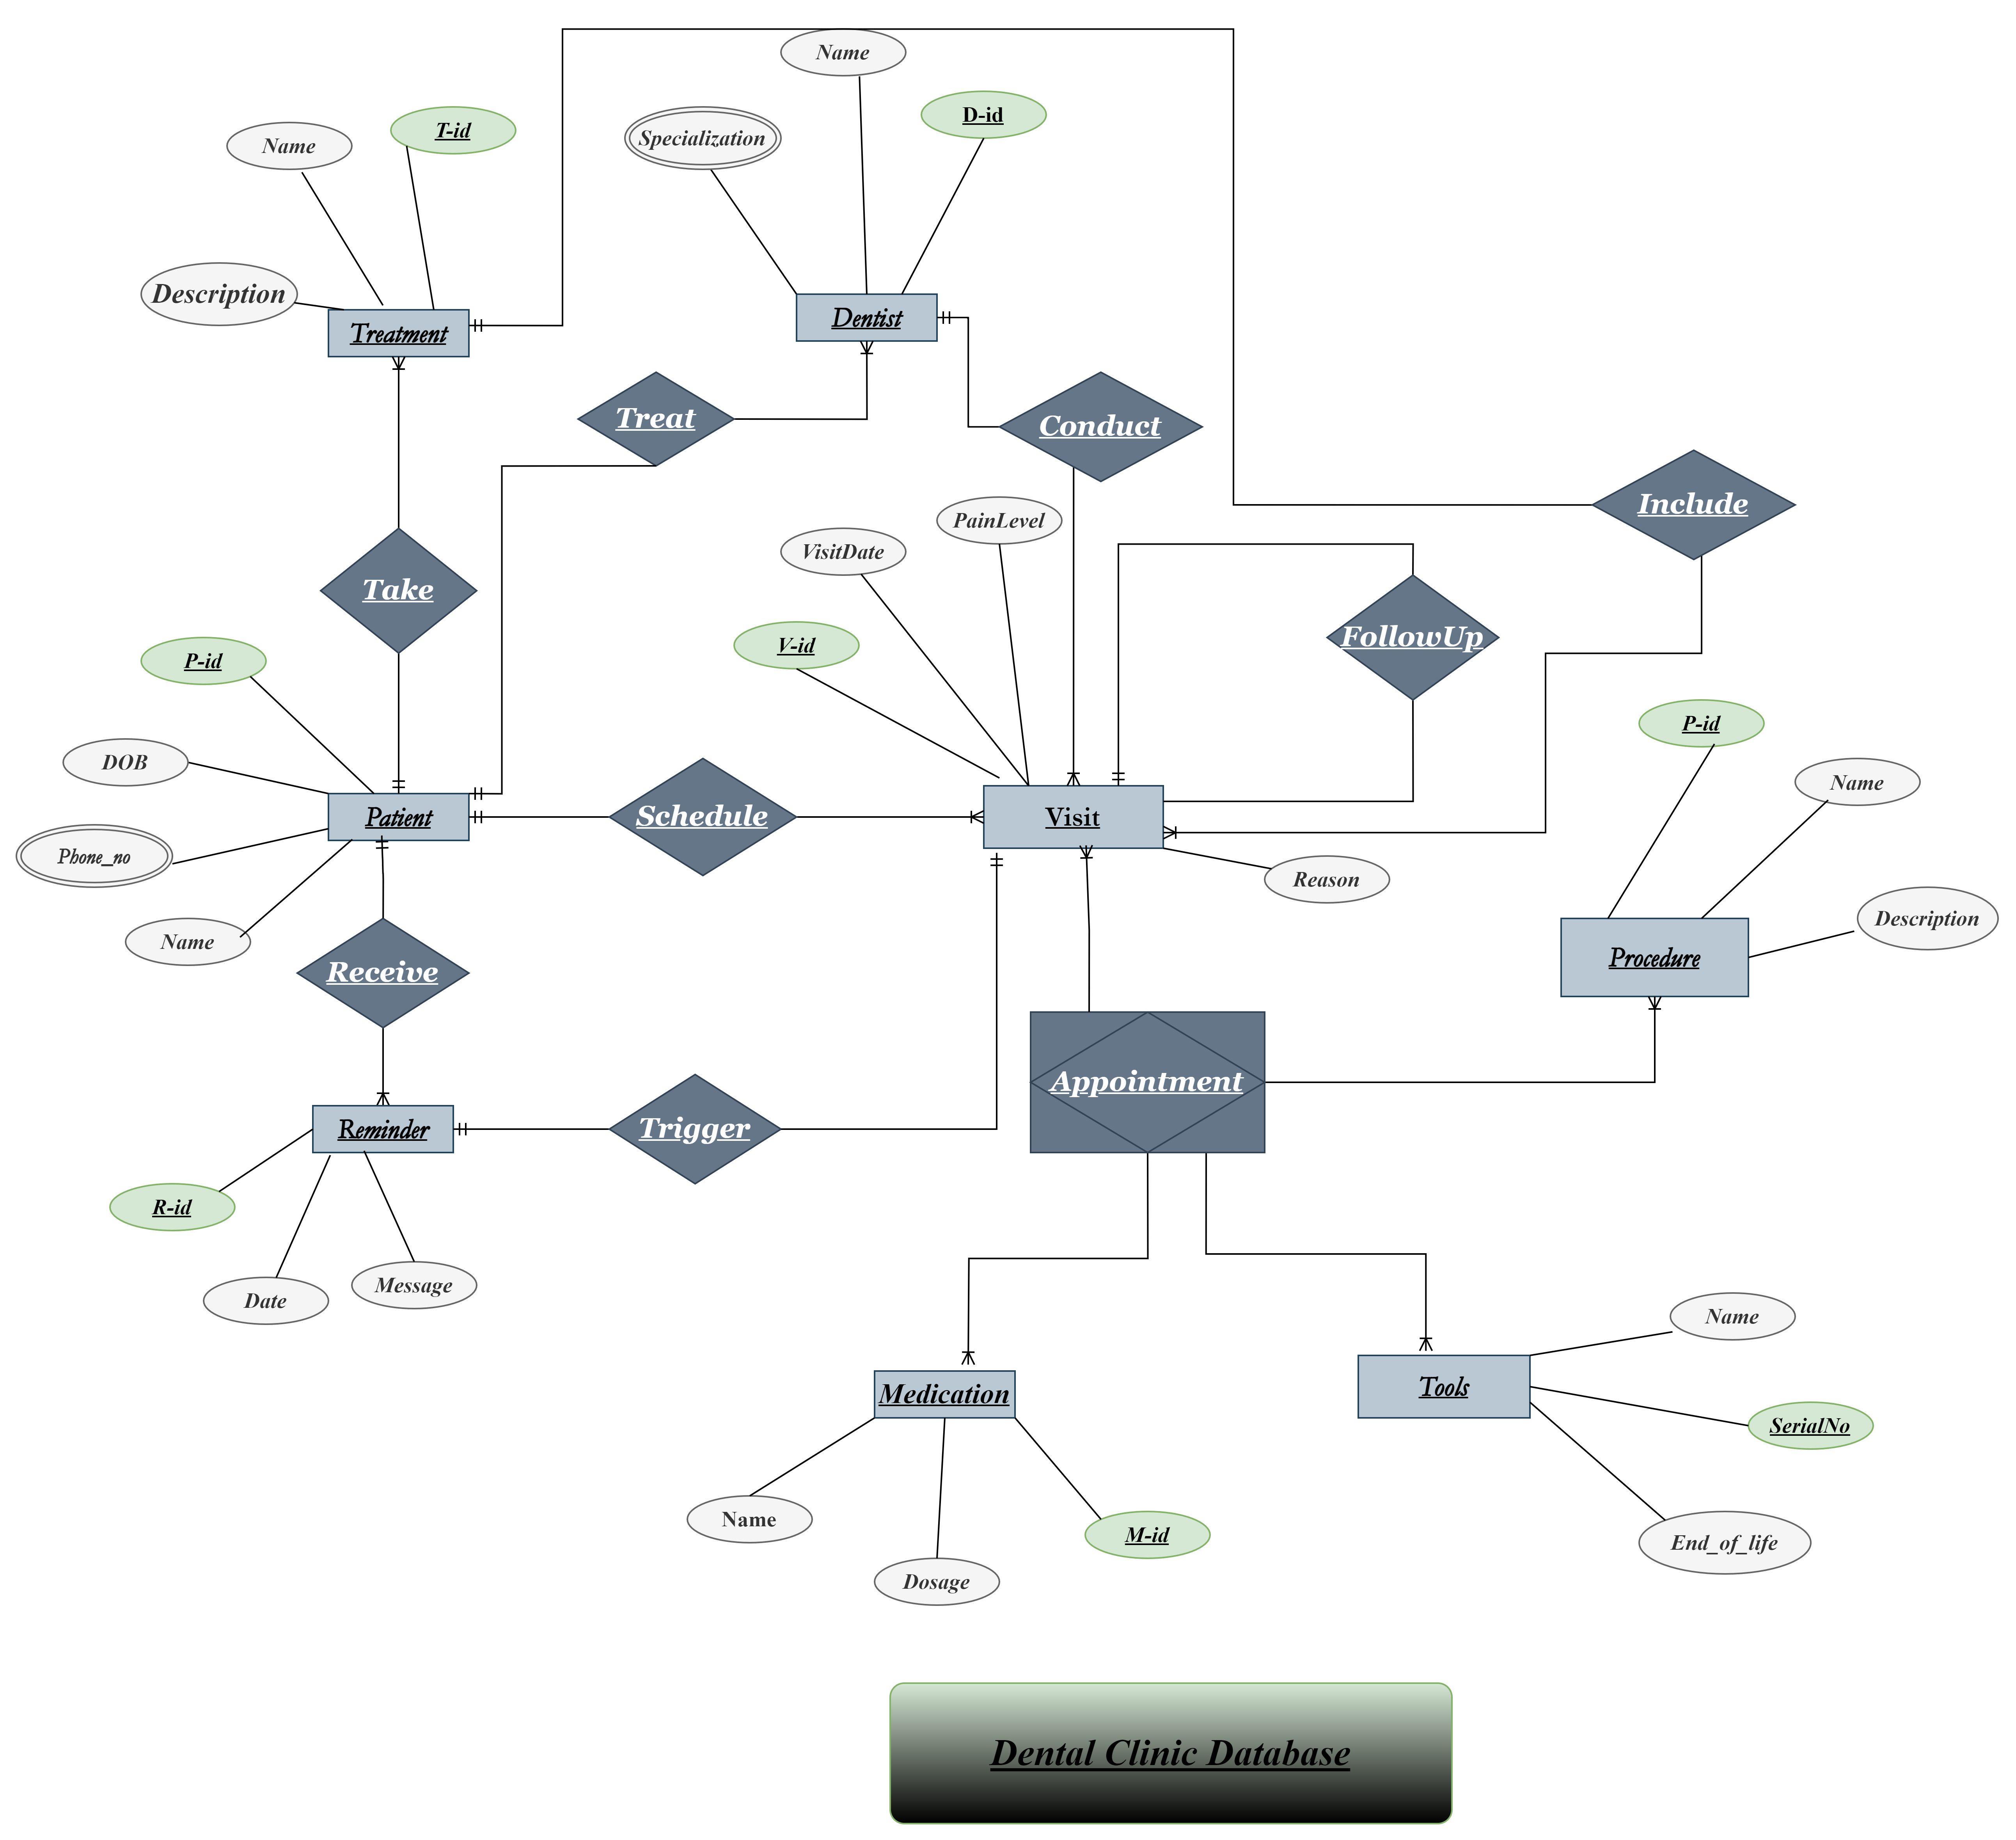 Name
Specialization
D-id
Name
T-id
Description
Treatment
Dentist
Treat
Conduct
Include
PainLevel
VisitDate
Take
FollowUp
V-id
P-id
P-id
DOB
Name
Patient
Schedule
Visit
Phone_no
Reason
Name
Description
Procedure
Receive
Appointment
Reminder
Trigger
R-id
Date
Message
Name
Medication
Tools
SerialNo
Name
M-id
End_of_life
Dosage
Dental Clinic Database